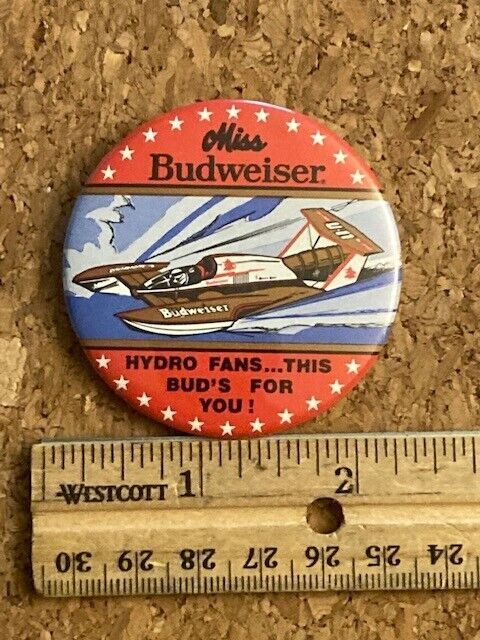 Miss
Budweiser®
U-12
Budweiser
HYDRO FANS...THIS
BUD'S FOR
YOU!
WESTCOTT 1 2
30 29 28 27 26 25 24